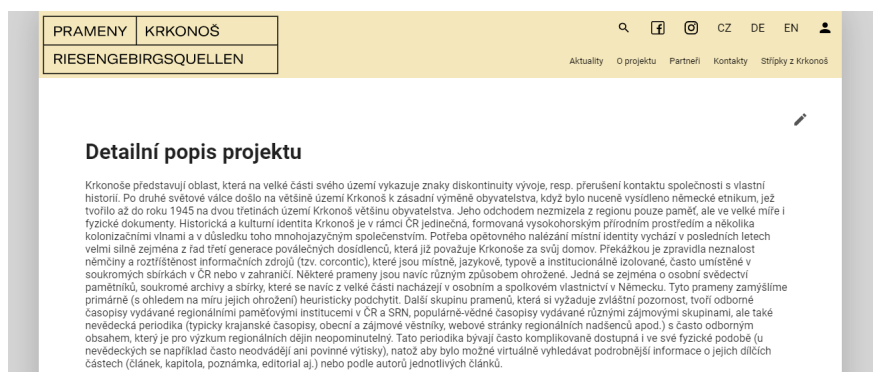 PRAMENY KRKONOŠ
RIESENGEBIRGSQUELLEN
CZ DE EN
Aktuality O projektu Partneři Kontakty Střípky z Krkonoš
Detailní popis projektu
Krkonoše představují oblast, která na velké části svého území vykazuje znaky diskontinuity vývoje, resp. přerušení kontaktu společnosti s vlastní
historií. Po druhé světové válce došlo na většině území Krkonoš k zásadní výměně obyvatelstva, když bylo nuceně vysídleno německé etnikum, jež
tvořilo až do roku 1945 na dvou třetinách území Krkonoš většinu obyvatelstva. Jeho odchodem nezmizela z regionu pouze paměť, ale ve velké míře i
fyzické dokumenty. Historická a kulturní identita Krkonoš je v rámci ČR jedinečná, formovaná vysokohorským přírodním prostředím a několika
kolonizačními vlnami a v důsledku toho mnohojazyčným společenstvím. Potřeba opětovného nalézání místní identity vychází v posledních letech
velmi silně zejména z řad třetí generace poválečných dosídlenců, která již považuje Krkonoše za svůj domov. Překážkou je zpravidla neznalost
němčiny a roztříštěnost informačních zdrojů (tzv. corcontic), které jsou místně, jazykově, typově a institucionálně izolované, často umístěné v
soukromých sbírkách v ČR nebo v zahraničí. Některé prameny jsou navíc různým způsobem ohrožené. Jedná se zejména o osobní svědectví
pamětníků, soukromé archivy a sbírky, které se navíc z velké části nacházejí v osobním a spolkovém vlastnictví v Německu. Tyto prameny zamýšlíme
primárně (s ohledem na míru jejich ohrožení) heuristicky podchytit. Další skupinu pramenů, která si vyžaduje zvláštní pozornost, tvoří odborné
časopisy vydávané regionálními paměťovými institucemi v ČR a SRN, populárně-vědné časopisy vydávané různými zájmovými skupinami, ale také
nevědecká periodika (typicky krajanské časopisy, obecní a zájmové věstníky, webové stránky regionálních nadšenců apod.) s často odborným
obsahem, který je pro výzkum regionálních dějin neopominutelný. Tato periodika bývají často komplikovaně dostupná i ve své fyzické podobě (u
nevědeckých se například často neodvádějí ani povinné výtisky), natož aby bylo možné virtuálně vyhledávat podrobnější informace o jejich dílčích
částech (článek, kapitola, poznámka, editorial aj.) nebo podle autorů jednotlivých článků.